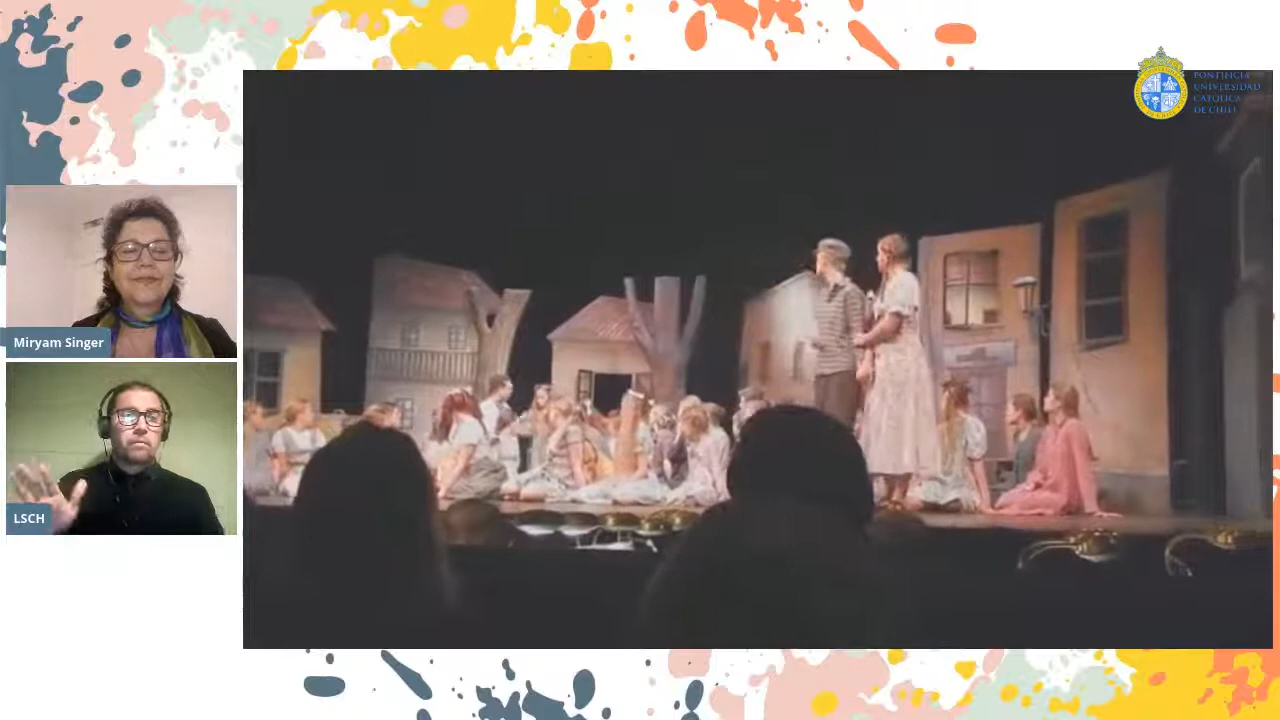 PONTIFICIA
UNIVERSIDAD
CATÓLICA
DE CHILE
Miryam Singer
LSCH